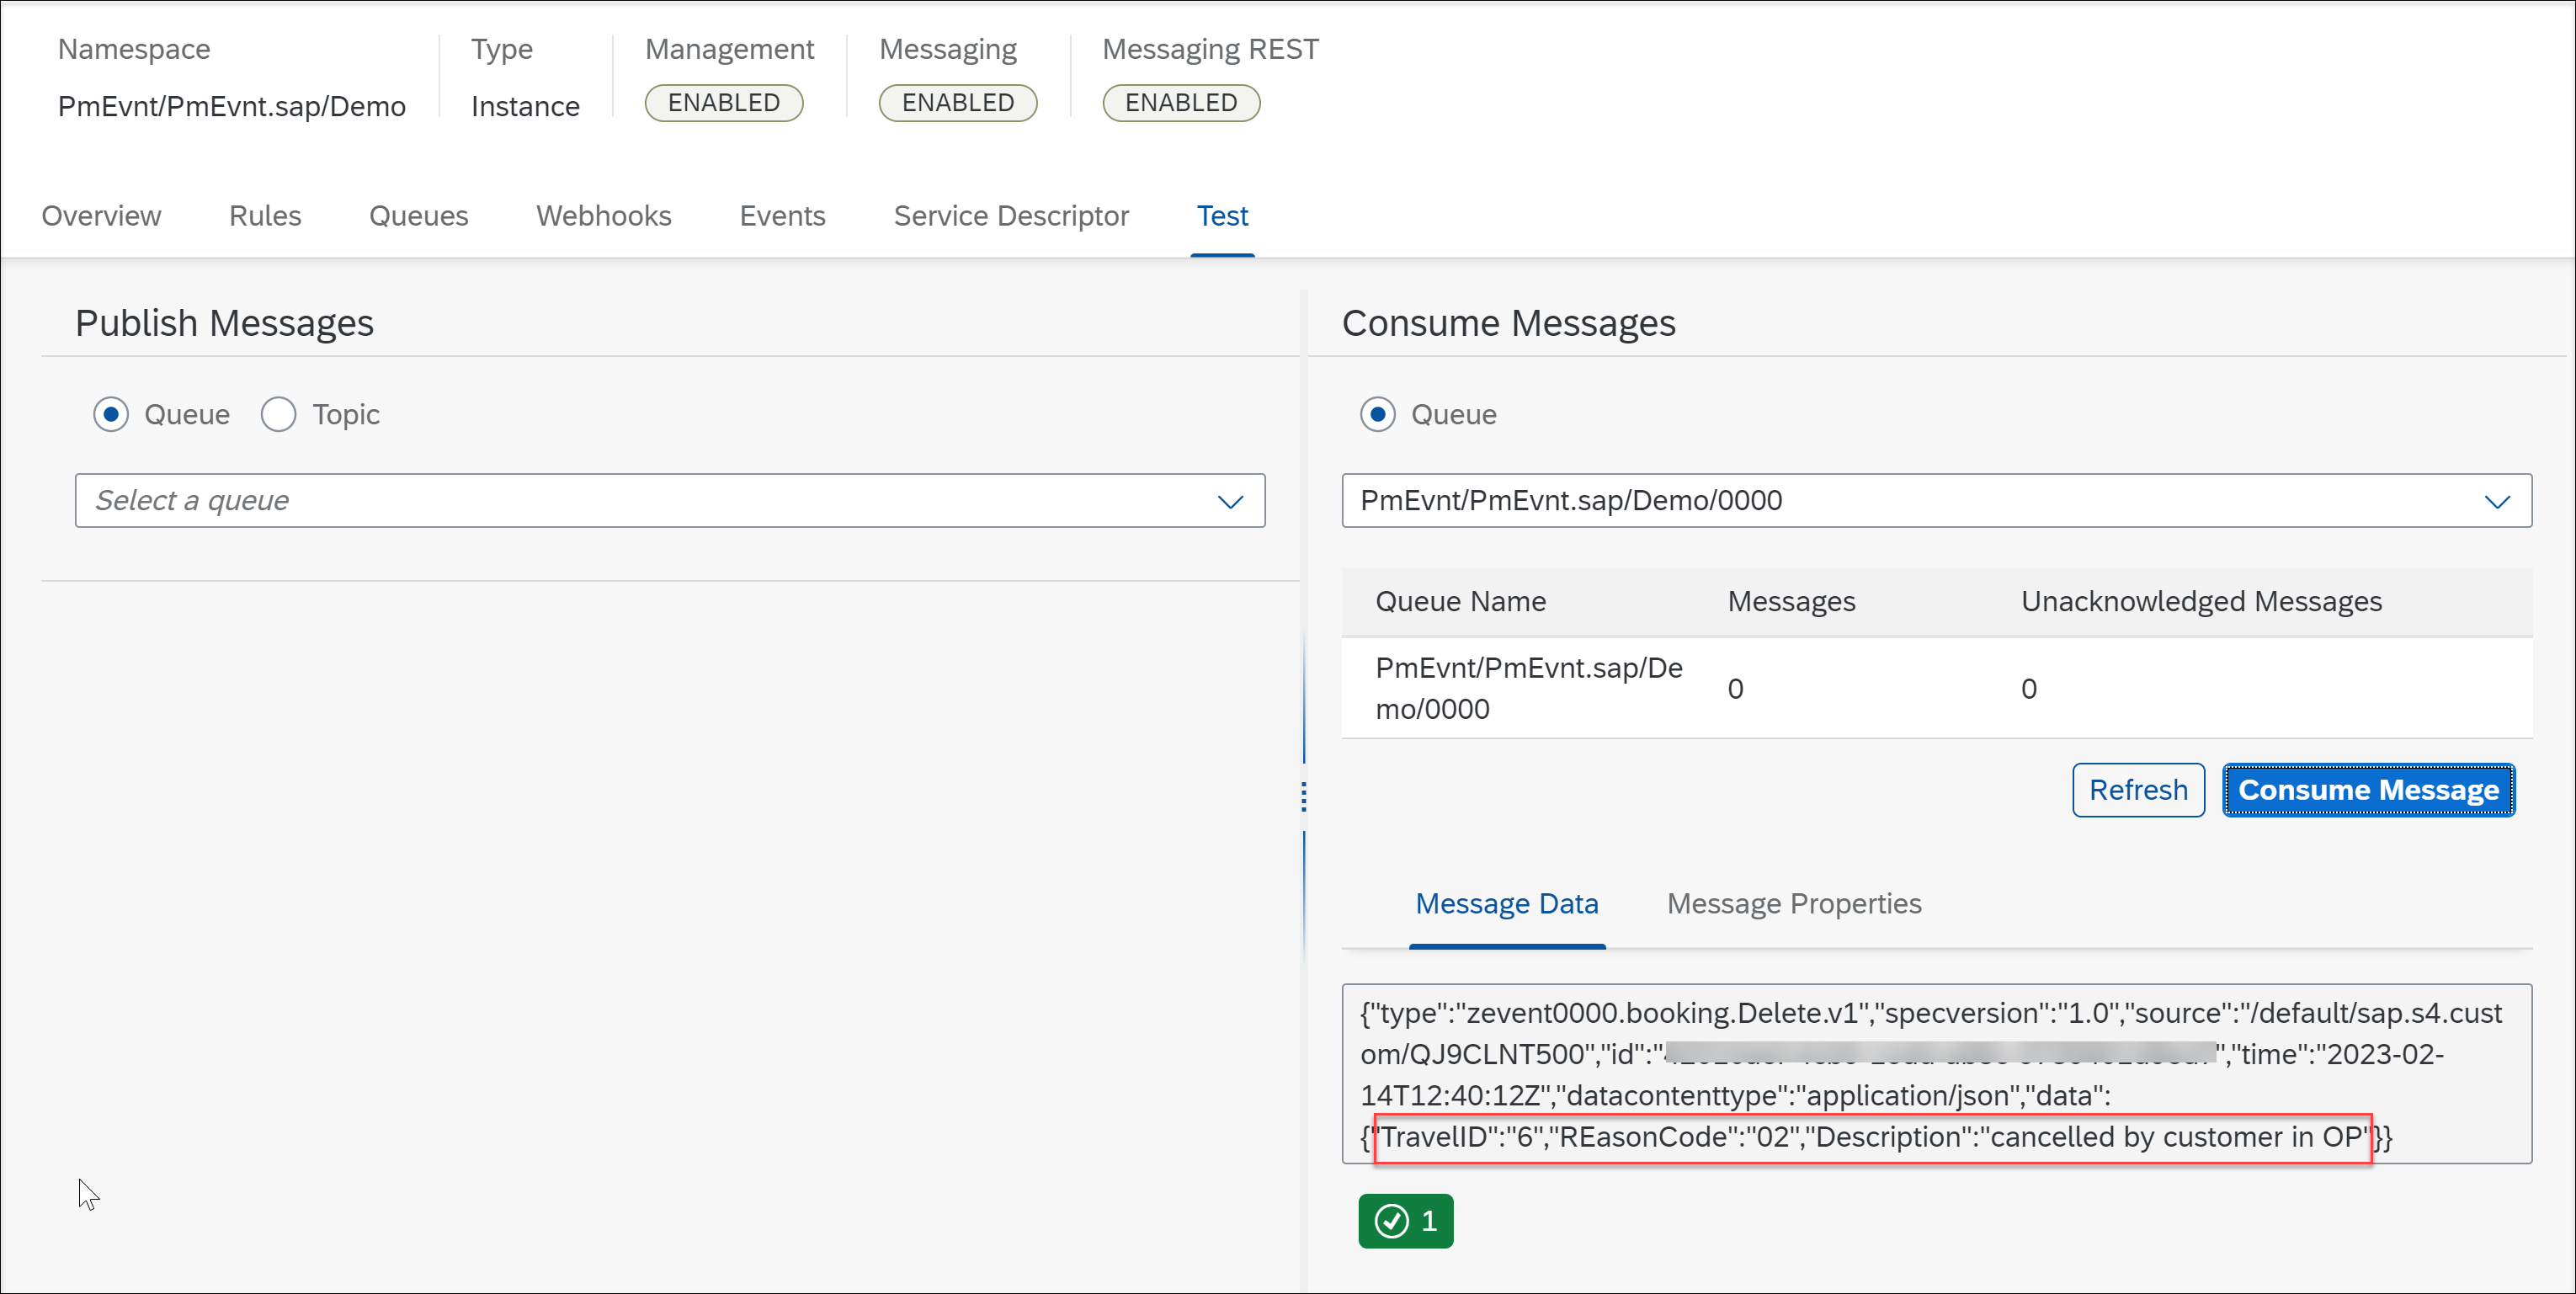 Namespace
Type
Management
Messaging
Messaging REST
PmEvnt/PmEvnt.sap/Demo
Instance
ENABLED
ENABLED
ENABLED
Overview
Rules
Queues
Webhooks
Events
Service Descriptor
Test
Publish Messages
Queue
Topic
Select a queue
Consume Messages
Queue
PmEvnt/PmEvnt.sap/Demo/0000
Queue Name
Messages
Unacknowledged Messages
PmEvnt/PmEvnt.sap/De
mo/0000
0
0
Refresh
Consume Message
Message Data
Message Properties
{"type":"zevent0000.booking.Delete.v1","specversion":"1.0","source":"/default/sap.s4.cust
om/QJ9CLNT500","id":" ","time":"2023-02-
14T12:40:12Z","datacontenttype":"application/json","data":
{"TravelID":"6","REasonCode":"02","Description":"cancelled by customer in OP"}}
1